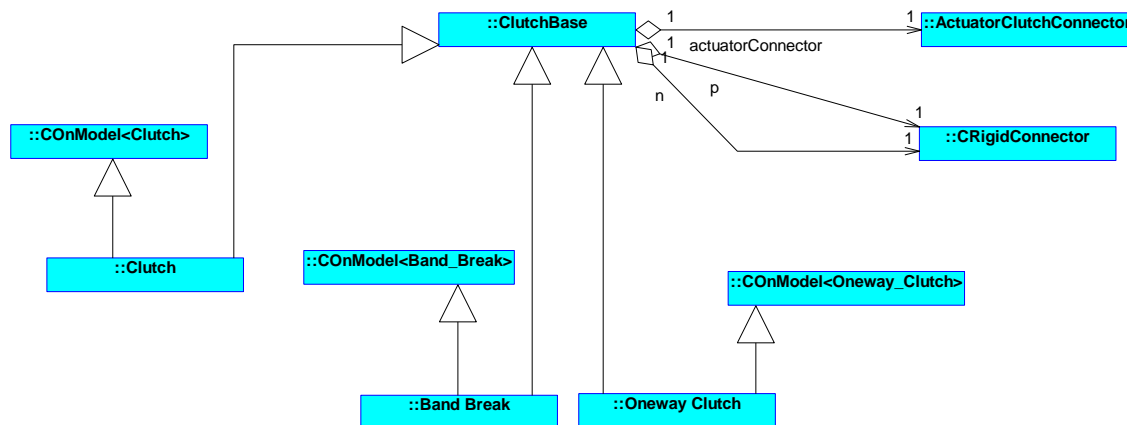 ::ClutchBase
1
1
::ActuatorClutchConnector
actuatorConnector
1
1
n
p
1
1
::CRigidConnector
::COnModel<Clutch>
::Clutch
::COnModel<Band_Break>
::COnModel<Oneway_Clutch>
::Band Break
::Oneway Clutch